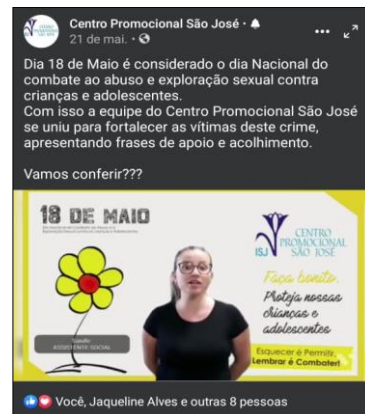 Centro Promocional São José ·
21 de mai. ·
Dia 18 de Maio é considerado o dia Nacional do
combate ao abuso e exploração sexual contra
crianças e adolescentes.
Com isso a equipe do Centro Promocional São José
se uniu para fortalecer as vítimas deste crime,
apresentando frases de apoio e acolhimento.
Vamos conferir???
18 DE MAIO
ISJ
CENTRO
PROMOCIONAL
SÃO JOSÉ
Faça bonito.
Proteja nossas
crianças e
adolescentes
ASSISTENTE SOCIAL
Esquecer é Permitir,
Lembrar é Combater!
Você, Jaqueline Alves e outras 8 pessoas